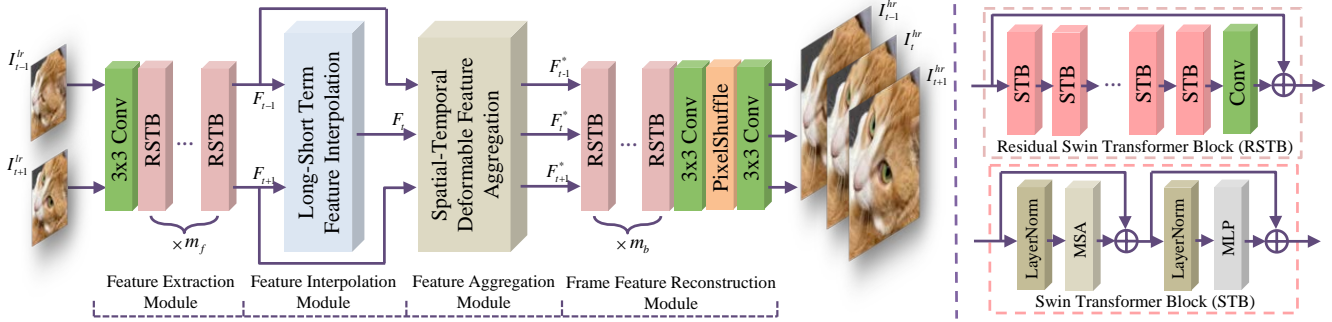 I_{t-1}^{lr}
I_{t+1}^{lr}
3x3 Conv
RSTB
...
RSTB
× m_f
F_{t-1}
F_{t+1}
Long-Short Term
Feature Interpolation
F_t
Spatial-Temporal
Deformable Feature
Aggregation
F_{t-1}^*
F_t^*
F_{t+1}^*
RSTB
...
RSTB
× m_b
3x3 Conv
PixelShuffle
3x3 Conv
I_{t-1}^{hr}
I_t^{hr}
I_{t+1}^{hr}
Feature Extraction
Module
Feature Interpolation
Module
Feature Aggregation
Module
Frame Feature Reconstruction
Module
STB
STB
...
STB
STB
Conv
Residual Swin Transformer Block (RSTB)
LayerNorm
MSA
LayerNorm
MLP
Swin Transformer Block (STB)